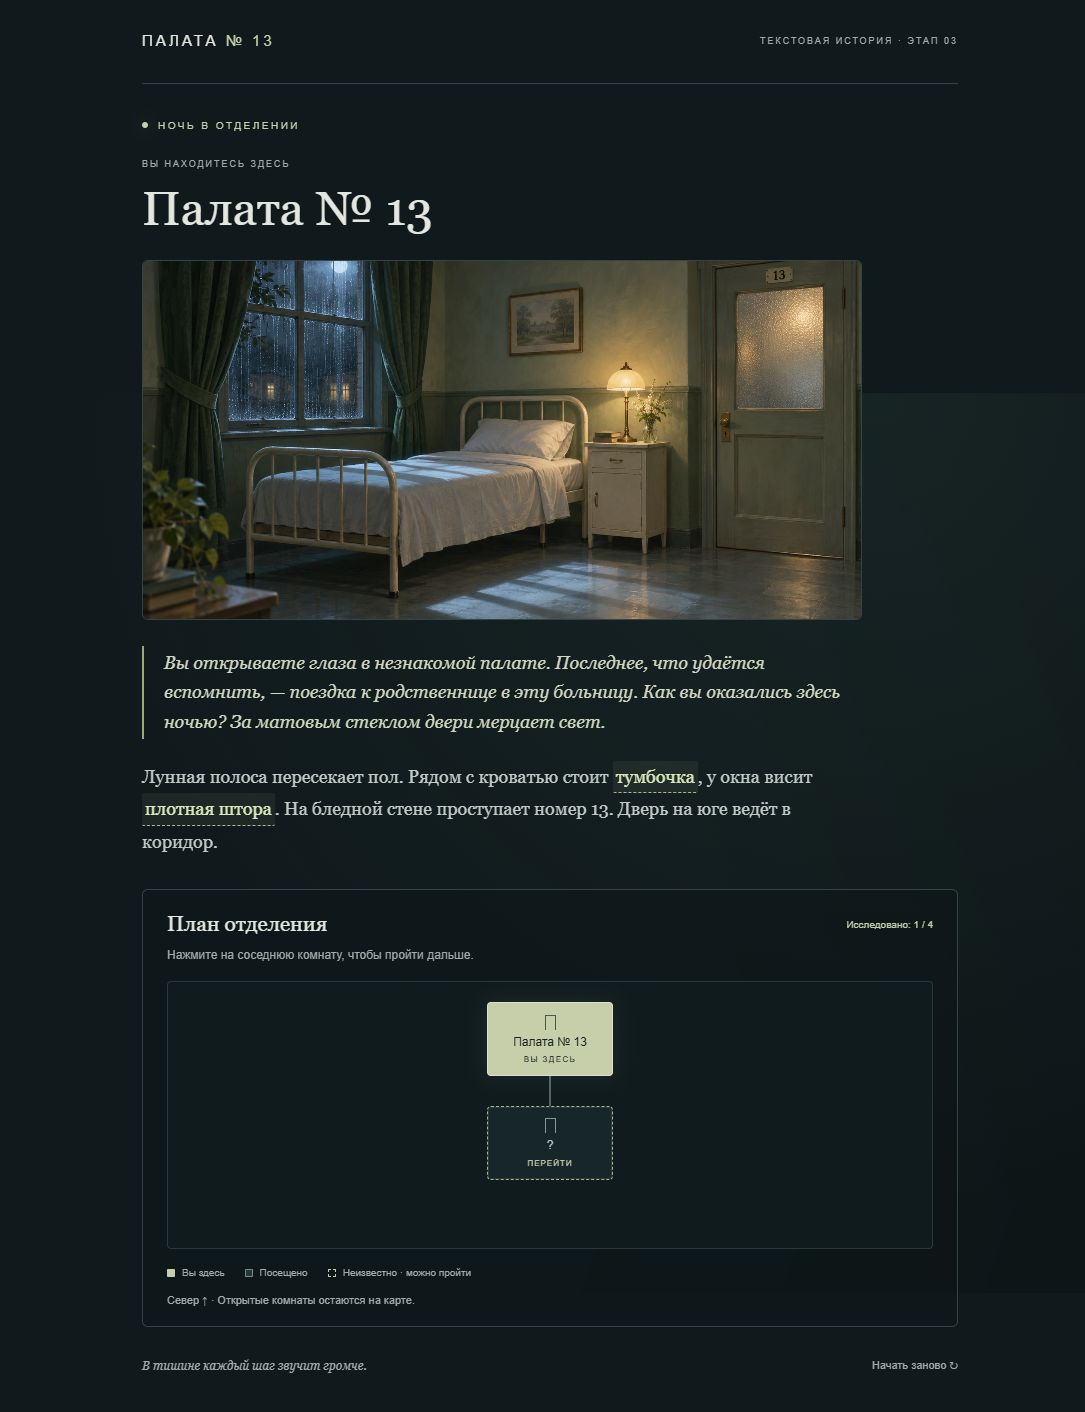 ПАЛАТА № 13
ТЕКСТОВАЯ ИСТОРИЯ · ЭТАП 03
НОЧЬ В ОТДЕЛЕНИИ
ВЫ НАХОДИТЕСЬ ЗДЕСЬ
Палата № 13
13
Вы открываете глаза в незнакомой палате. Последнее, что удаётся
вспомнить, — поездка к родственнице в эту больницу. Как вы оказались здесь
ночью? За матовым стеклом двери мерцает свет.
Лунная полоса пересекает пол. Рядом с кроватью стоит тумбочка, у окна висит
плотная штора. На бледной стене проступает номер 13. Дверь на юге ведёт в
коридор.
План отделения
Исследовано: 1 / 4
Нажмите на соседнюю комнату, чтобы пройти дальше.
Палата № 13
ВЫ ЗДЕСЬ
?
ПЕРЕЙТИ
Вы здесь
Посещено
Неизвестно · можно пройти
Север ↑ · Открытые комнаты остаются на карте.
В тишине каждый шаг звучит громче.
Начать заново ↻